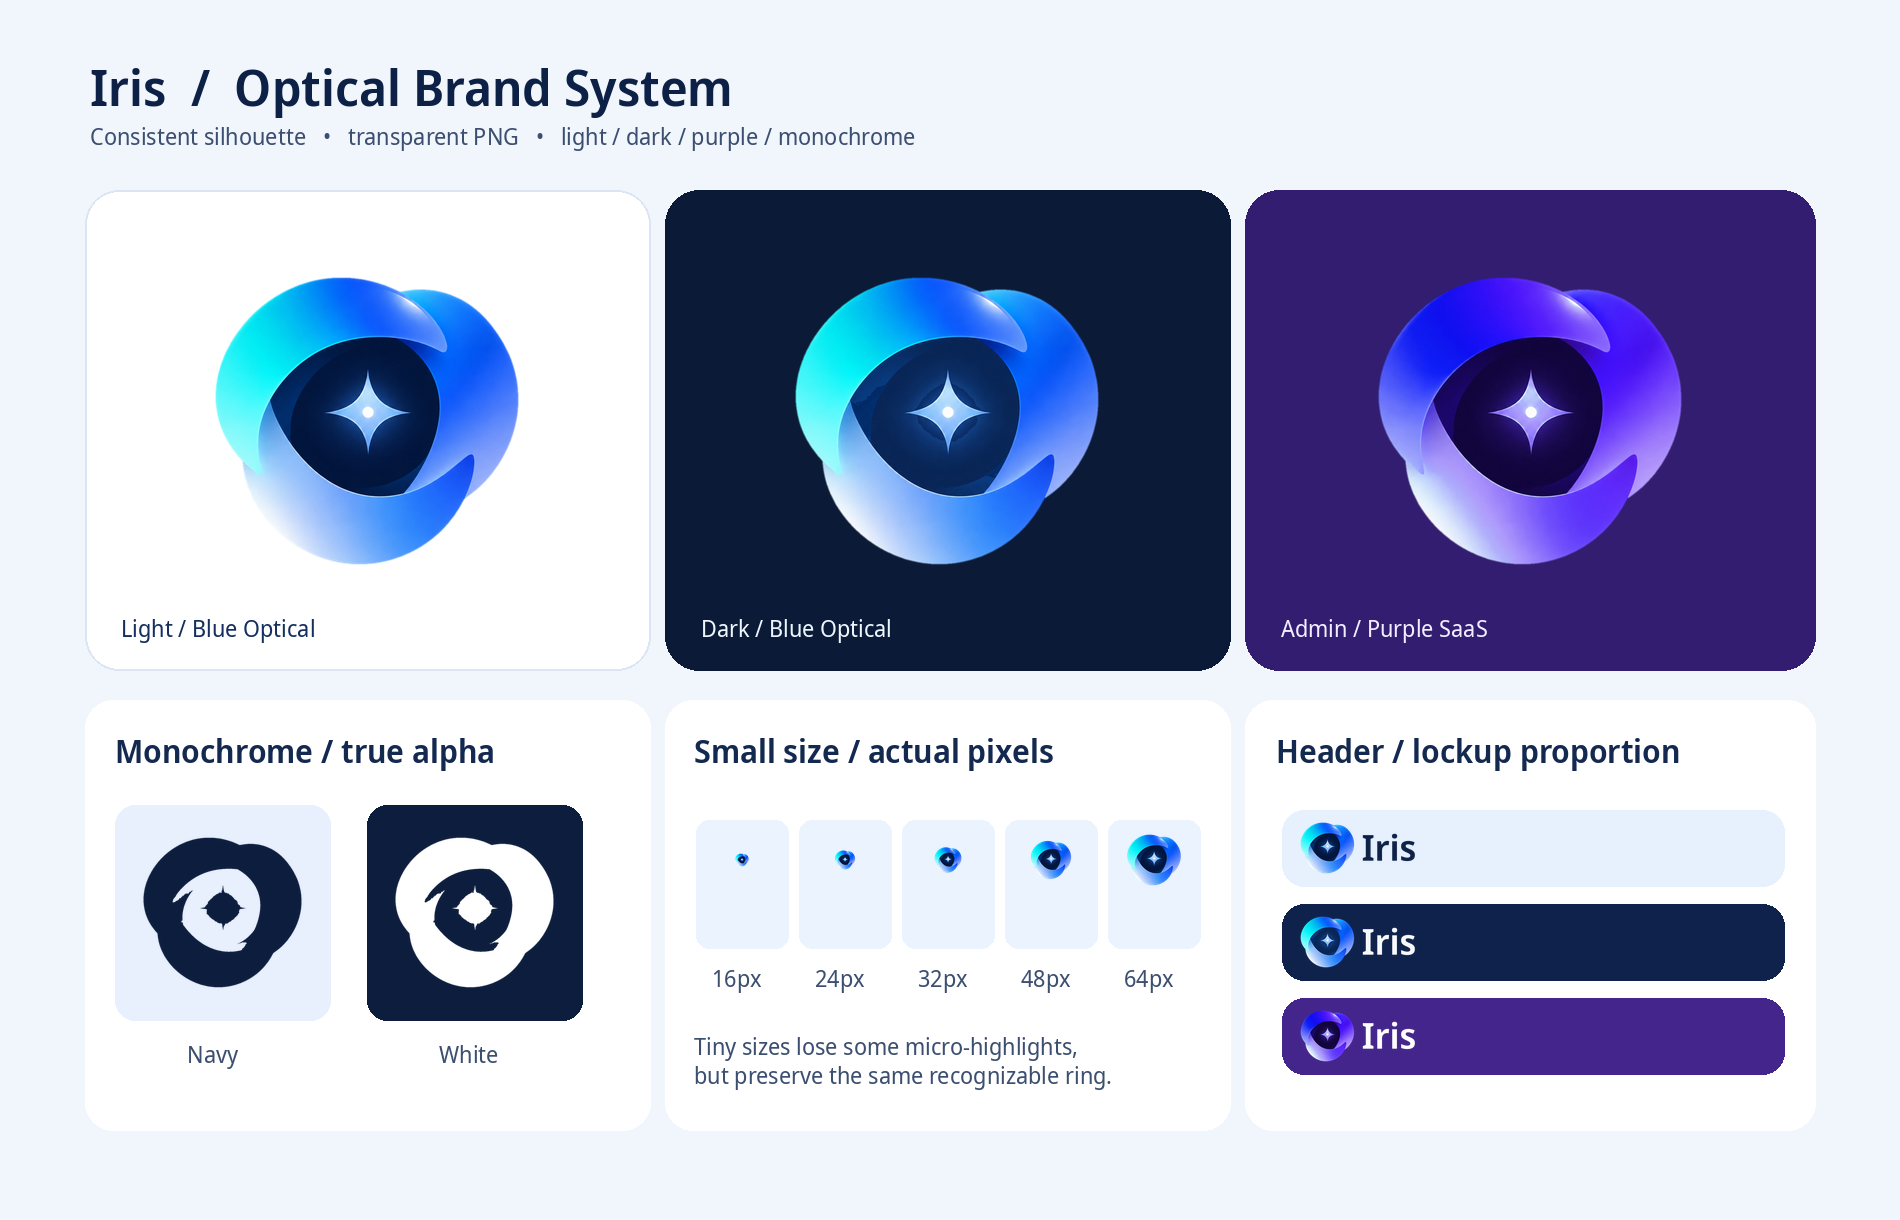 Iris / Optical Brand System
Consistent silhouette • transparent PNG • light / dark / purple / monochrome
Light / Blue Optical
Dark / Blue Optical
Admin / Purple SaaS
Monochrome / true alpha
Navy
White
Small size / actual pixels
16px
24px
32px
48px
64px
Tiny sizes lose some micro-highlights,
but preserve the same recognizable ring.
Header / lockup proportion
Iris
Iris
Iris